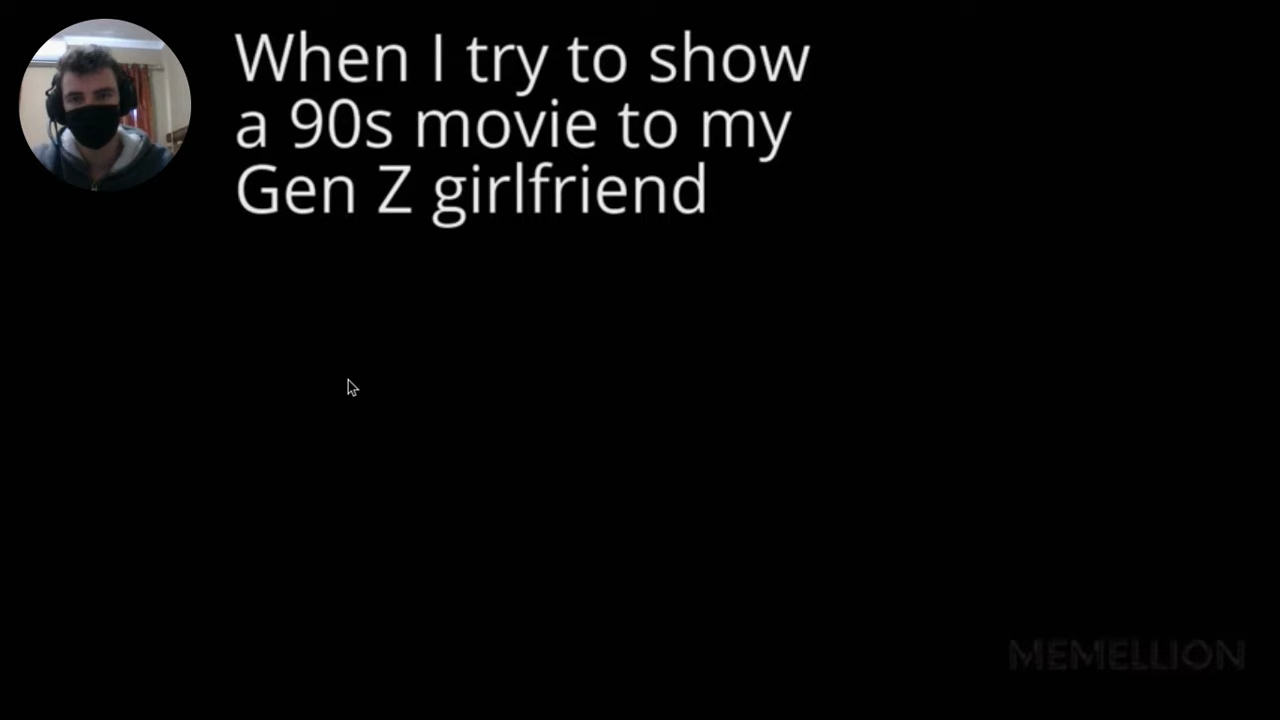 When I try to show
a 90s movie to my
Gen Z girlfriend
MEMELLION